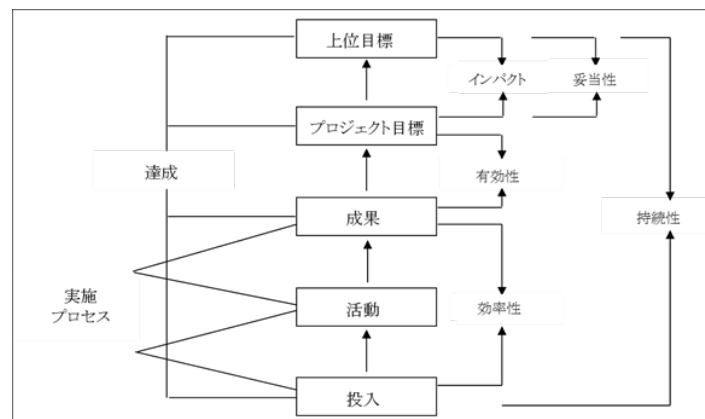 上位目標
インパクト
妥当性
プロジェクト目標
達成
有効性
成果
持続性
実施
プロセス
活動
効率性
投入